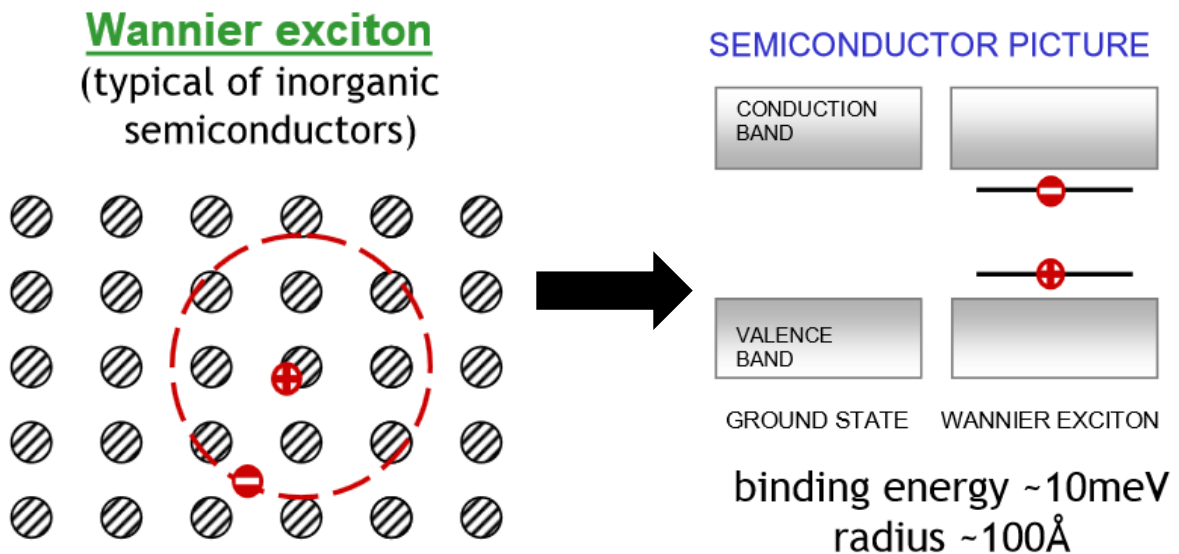 Wannier exciton
(typical of inorganic
semiconductors)
SEMICONDUCTOR PICTURE
CONDUCTION
BAND
VALENCE
BAND
GROUND STATE
WANNIER EXCITON
binding energy ~10meV
radius ~100Å